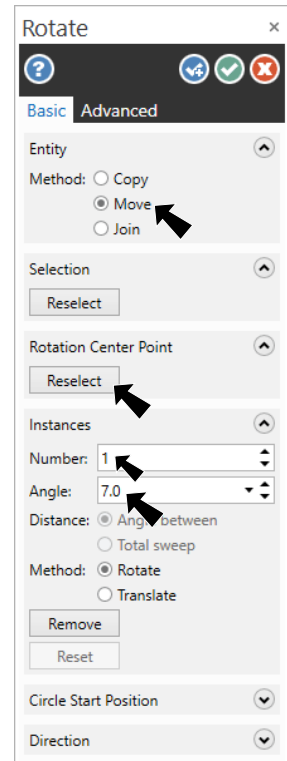 Rotate
Basic Advanced
Entity
Method: Copy
Move
Join
Selection
Reselect
Rotation Center Point
Reselect
Instances
Number: 1
Angle: 7.0
Distance: Angle between
Total sweep
Method: Rotate
Translate
Remove
Reset
Circle Start Position
Direction